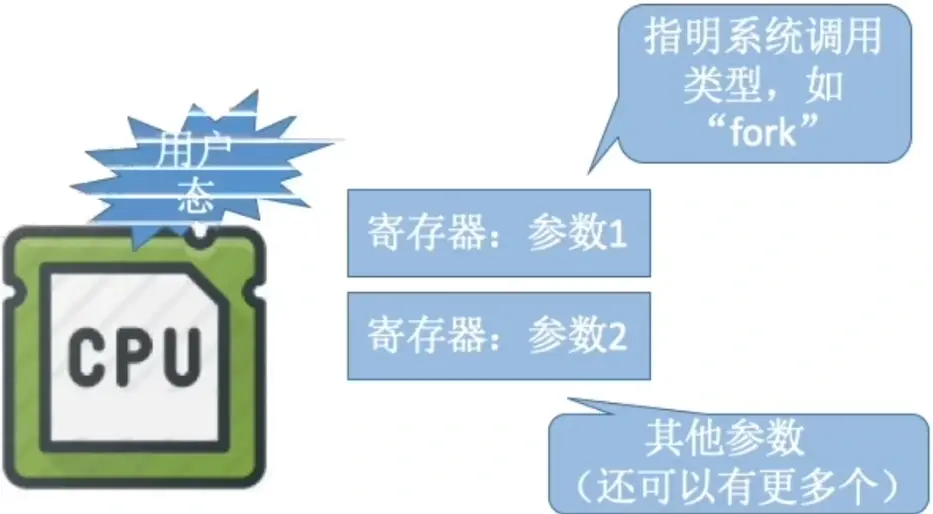 指明系统调用
类型，如
“fork”
用户
态
寄存器：参数1
CPU
寄存器：参数2
其他参数
（还可以有更多个）